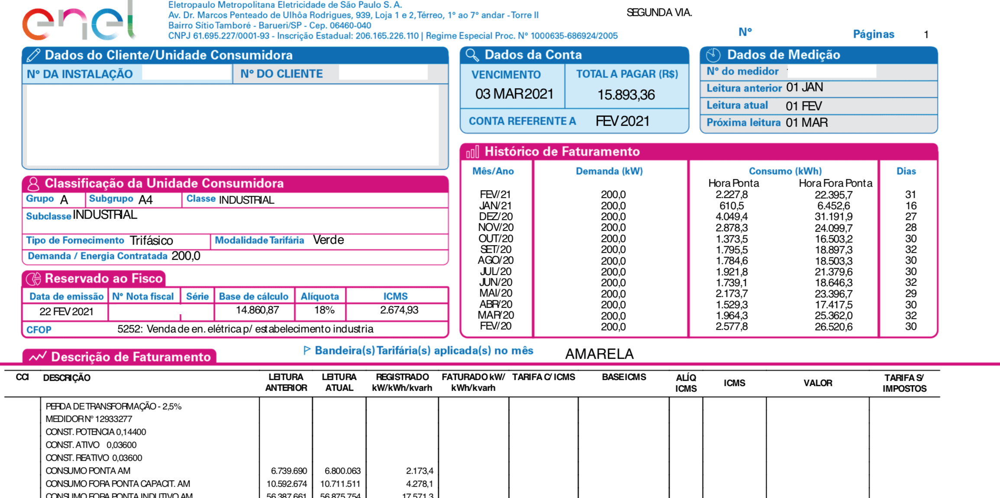 enel
Eletropaulo Metropolitana Eletricidade de São Paulo S. A.
Av. Dr. Marcos Penteado de Ulhôa Rodrigues, 939, Loja 1 e 2, Térreo, 1° ao 7° andar - Torre II
Bairro Sítio Tamboré - Barueri/SP - Cep. 06460-040
CNPJ 61.695.227/0001-93 - Inscrição Estadual: 206.165.226.110 | Regime Especial Proc. N° 1000635-686924/2005
SEGUNDA VIA.
N° Páginas 1
Dados do Cliente/Unidade Consumidora
N° DA INSTALAÇÃO N° DO CLIENTE
Dados da Conta
VENCIMENTO TOTAL A PAGAR (R$)
03 MAR 2021 15.893,36
CONTA REFERENTE A FEV 2021
Dados de Medição
N° do medidor
Leitura anterior 01 JAN
Leitura atual 01 FEV
Próxima leitura 01 MAR
Classificação da Unidade Consumidora
Grupo A Subgrupo A4 Classe INDUSTRIAL
Subclasse INDUSTRIAL
Tipo de Fornecimento Trifásico Modalidade Tarifária Verde
Demanda / Energia Contratada 200,0
Reservado ao Fisco
Data de emissão N° Nota fiscal Série Base de cálculo Alíquota ICMS
22 FEV 2021 14.860,87 18% 2.674,93
CFOP 5252: Venda de en. elétrica p/ estabelecimento industria
Histórico de Faturamento
Mês/Ano Demanda (kW) Consumo (kWh) Dias
Hora Ponta Hora Fora Ponta
FEV/21 200,0 2.227,8 22.395,7 31
JAN/21 200,0 610,5 6.452,6 16
DEZ/20 200,0 4.049,4 31.191,9 27
NOV/20 200,0 2.878,3 24.099,7 28
OUT/20 200,0 1.373,5 16.503,2 30
SET/20 200,0 1.795,5 18.897,3 32
AGO/20 200,0 1.784,6 18.503,3 30
JUL/20 200,0 1.921,8 21.379,6 30
JUN/20 200,0 1.739,1 18.646,3 32
MAI/20 200,0 2.173,7 23.396,7 29
ABR/20 200,0 1.529,3 17.417,5 30
MAR/20 200,0 1.964,3 25.362,0 32
FEV/20 200,0 2.577,8 26.520,6 30
Descrição de Faturamento
Bandeira(s) Tarifária(s) aplicada(s) no mês AMARELA
CCI DESCRIÇÃO LEITURA ANTERIOR LEITURA ATUAL REGISTRADO kW/kWh/kvarh FATURADO kW/ kWh/kvarh TARIFA C/ ICMS BASE ICMS ALÍQ ICMS ICMS VALOR TARIFA S/ IMPOSTOS
PERDA DE TRANSFORMAÇÃO - 2,5%
MEDIDOR N° 12933277
CONST. POTENCIA 0,14400
CONST. ATIVO 0,03600
CONST. REATIVO 0,03600
CONSUMO PONTA AM 6.739.690 6.800.063 2.173,4
CONSUMO FORA PONTA CAPACIT. AM 10.592.674 10.711.511 4.278,1
CONSUMO FORA PONTA INDUTIVO AM 56.387.661 56.875.754 17.571,3